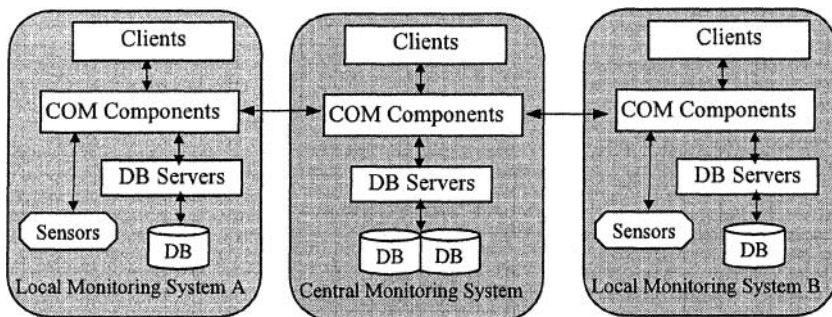 Clients
COM Components
DB Servers
Sensors
DB
Local Monitoring System A
Clients
COM Components
DB Servers
DB DB
Central Monitoring System
Clients
COM Components
DB Servers
Sensors
DB
Local Monitoring System B